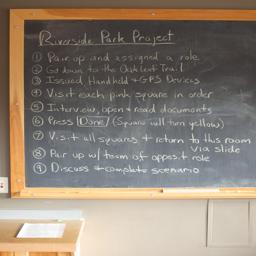 Riverside Park Project
① Pair up and assigned a role
② Go down to the Outdoor Trail
③ Issued Handheld + GPS Devices
④ Visit each pink square in order
⑤ Interview, open + read documents
⑥ Press Done (Square will turn yellow)
⑦ Visit all squares + return to this room
via slide
⑧ Pair up w/ team of oppos.t role
⑨ Discuss + complete scenario